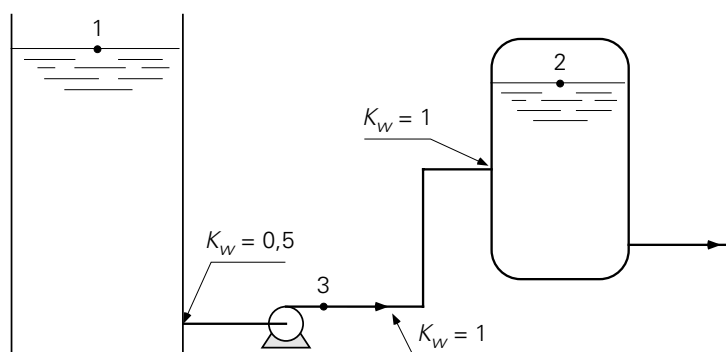 1
2
K_w = 1
K_w = 0,5
3
K_w = 1